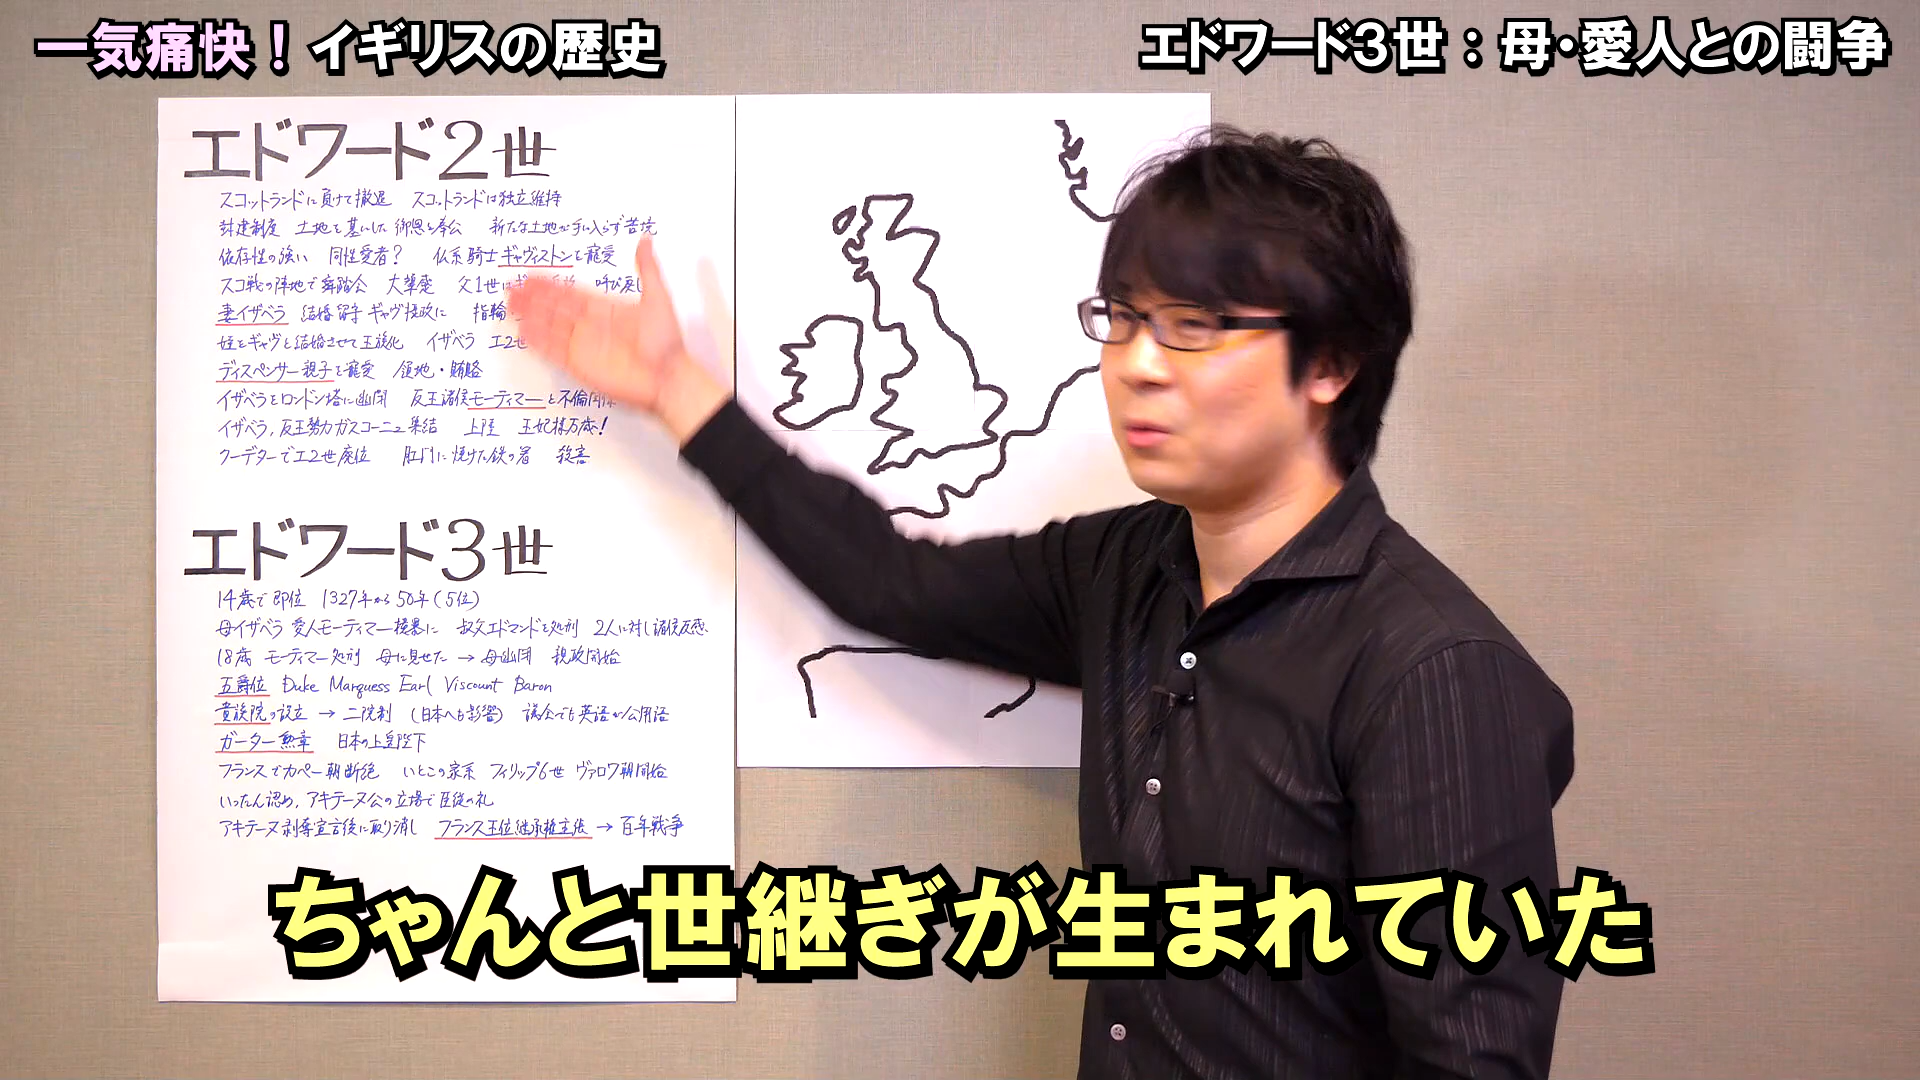 一気痛快！イギリスの歴史
エドワード3世：母・愛人との闘争
エドワード2世
スコットランドに負けて撤退 スコットランドは独立維持
封建制度 土地を基にした御恩と奉公 新たな土地が手に入らず苦境
依存性の強い 同性愛者？ 仏系騎士ギャヴィストンを寵愛
スコ戦の陣地で舞踏会 大顰蹙 父1世は 呼び戻し
妻イザベラ 結婚留守 ギャヴ摂政に 指輪
姪とギャヴと結婚させて王族化 イザベラ エ2世
ディスペンサー親子を寵愛 領地・賄賂
イザベラをロンドン塔に幽閉 反王諸侯モーティマーと不倫関係
イザベラ，反王勢力ガスコーニュ集結 上陸 王妃様万歳！
クーデターでエ2世廃位 肛門に焼けた鉄の 殺害
エドワード3世
14歳で即位 1327年から50年（5位）
母イザベラ 愛人モーティマー横暴に 叔父エドマンドを処刑 2人に対し諸侯反感
18歳 モーティマー処刑 母に見せた → 母幽閉 親政開始
五爵位 Duke Marquess Earl Viscount Baron
貴族院の設立 → 二院制 （日本へも影響） 議会でも英語が公用語
ガーター勲章 日本の上皇陛下
フランスでカペー朝断絶 いとこの家系 フィリップ6世 ヴァロワ朝開始
いったん認め，アキテーヌ公の立場で臣従の礼
アキテーヌ剥奪宣言後に取り消し フランス王位継承権主張 → 百年戦争
ちゃんと世継ぎが生まれていた